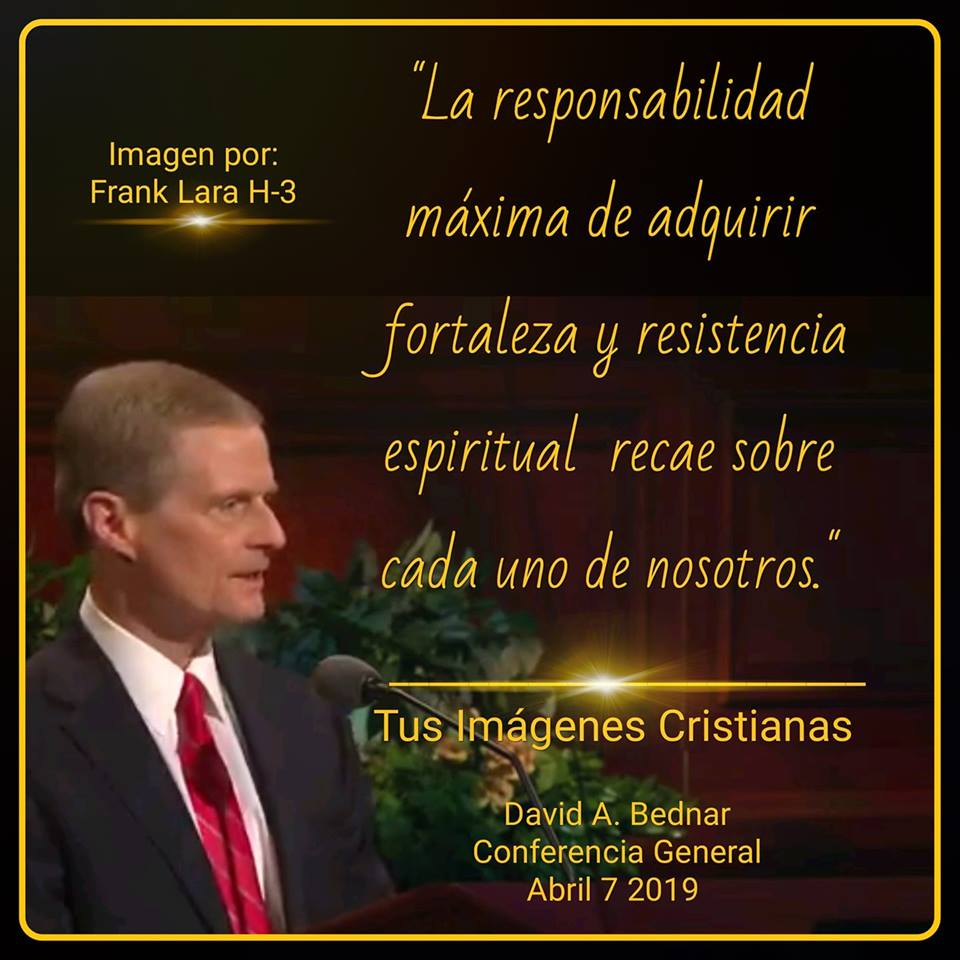 Imagen por:
Frank Lara H-3
"La responsabilidad
máxima de adquirir
fortaleza y resistencia
espiritual recae sobre
cada uno de nosotros."
Tus Imágenes Cristianas
David A. Bednar
Conferencia General
Abril 7 2019